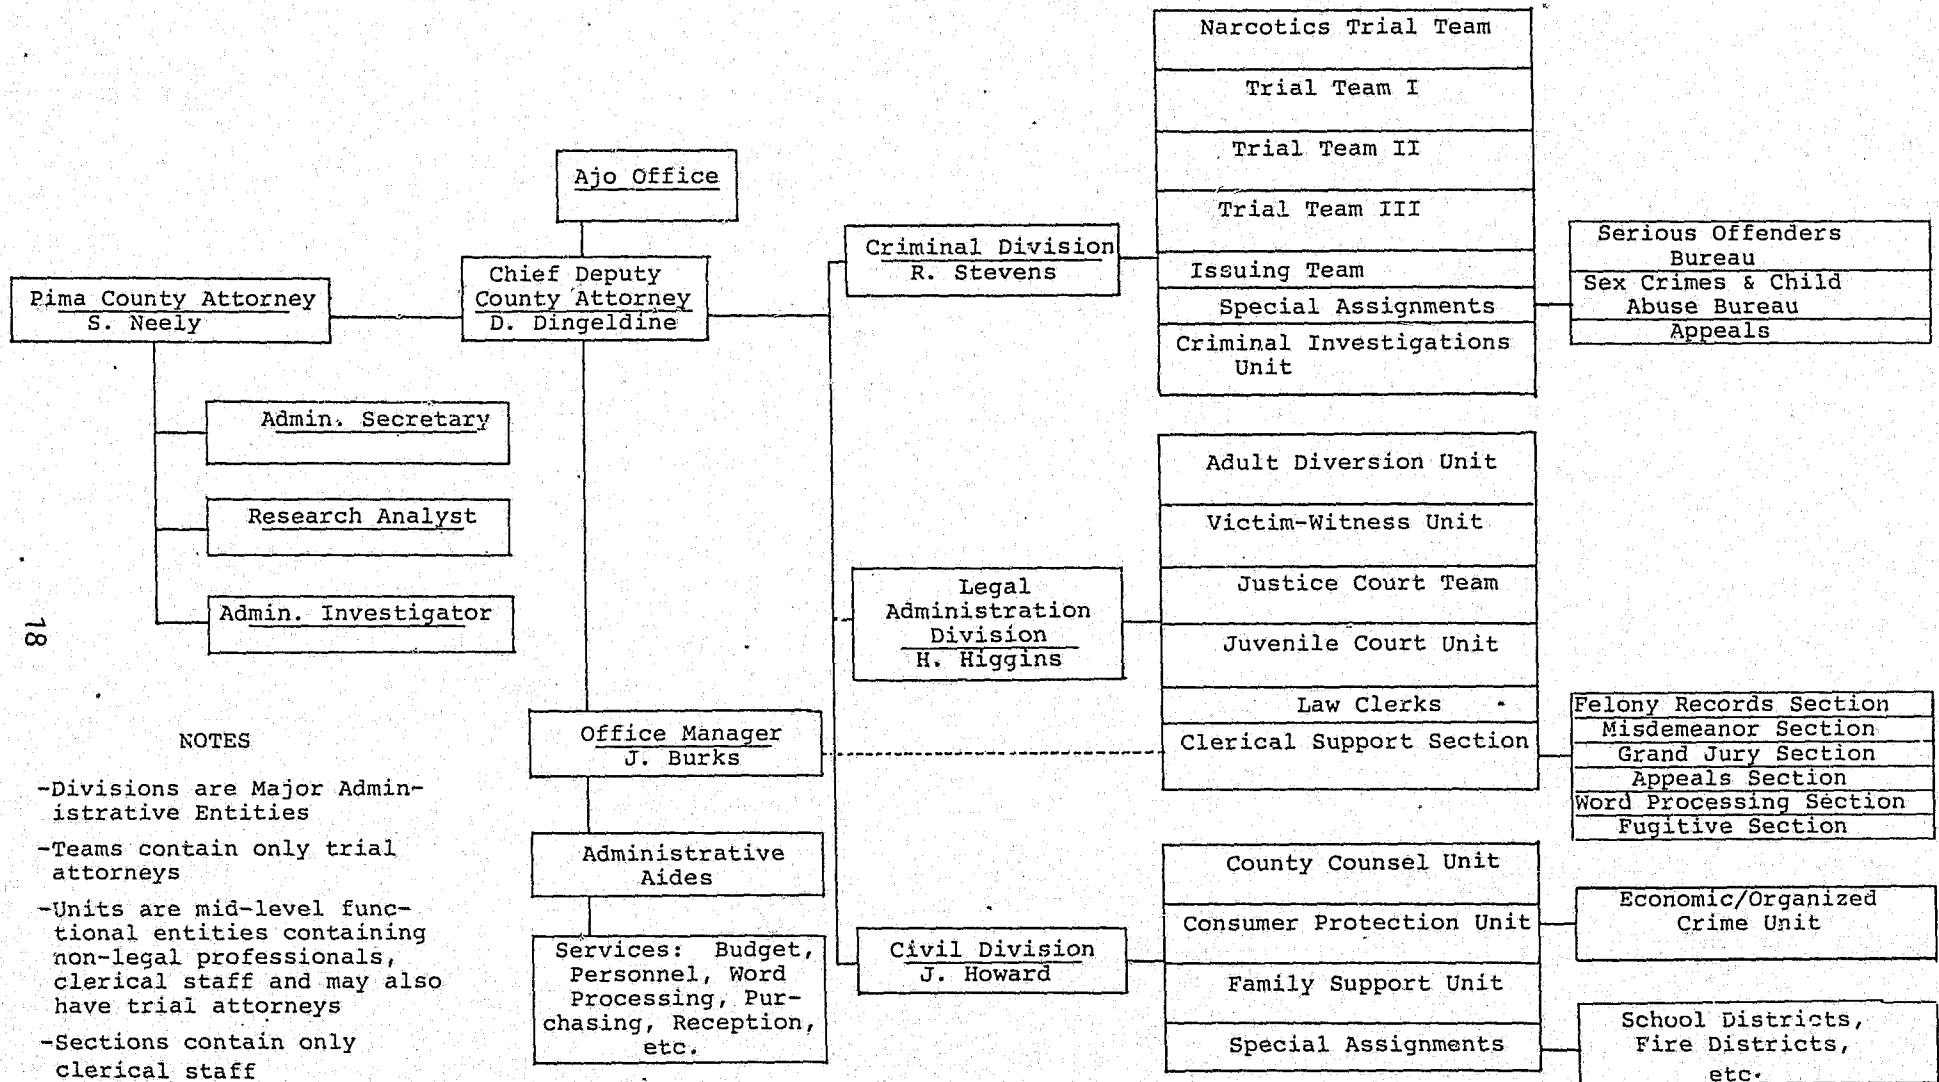 Narcotics Trial Team
Trial Team I
Trial Team II
Trial Team III
Issuing Team
Special Assignments
Criminal Investigations
Unit
Serious Offenders
Bureau
Sex Crimes & Child
Abuse Bureau
Appeals
Ajo Office
Criminal Division
R. Stevens
Pima County Attorney
S. Neely
Chief Deputy
County Attorney
D. Dingeldine
Admin. Secretary
Research Analyst
Admin. Investigator
Adult Diversion Unit
Victim-Witness Unit
Justice Court Team
Juvenile Court Unit
Law Clerks
Clerical Support Section
Legal
Administration
Division
H. Higgins
Felony Records Section
Misdemeanor Section
Grand Jury Section
Appeals Section
Word Processing Section
Fugitive Section
Office Manager
J. Burks
Administrative
Aides
Services: Budget,
Personnel, Word
Processing, Pur-
chasing, Reception,
etc.
Civil Division
J. Howard
County Counsel Unit
Consumer Protection Unit
Family Support Unit
Special Assignments
Economic/Organized
Crime Unit
School Districts,
Fire Districts,
etc.
18
NOTES
-Divisions are Major Admin-
istrative Entities
-Teams contain only trial
attorneys
-Units are mid-level func-
tional entities containing
non-legal professionals,
clerical staff and may also
have trial attorneys
-Sections contain only
clerical staff